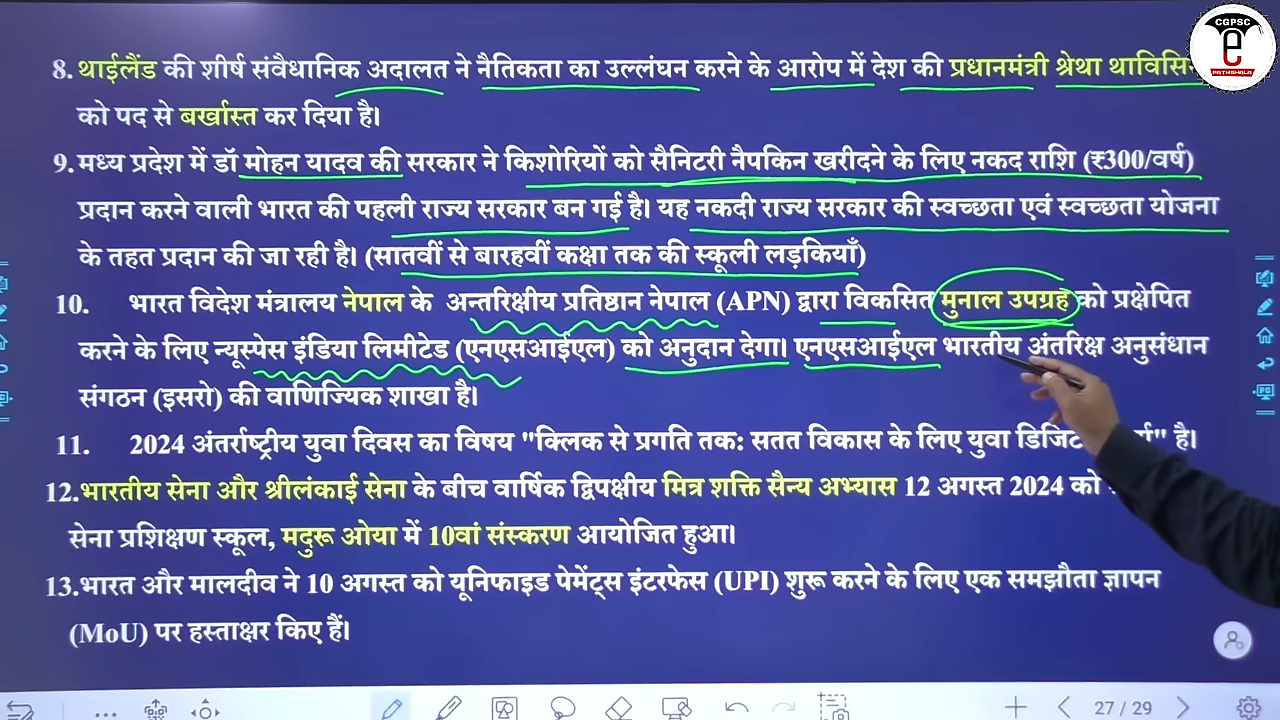 CGPSC
e
PATHSHALA
8. थाईलैंड की शीर्ष संवैधानिक अदालत ने नैतिकता का उल्लंघन करने के आरोप में देश की प्रधानमंत्री श्रेथा
को पद से बर्खास्त कर दिया है।
9. मध्य प्रदेश में डॉ मोहन यादव की सरकार ने किशोरियों को सैनिटरी नैपकिन खरीदने के लिए नकद राशि (₹300/वर्ष)
प्रदान करने वाली भारत की पहली राज्य सरकार बन गई है। यह नकदी राज्य सरकार की स्वच्छता एवं स्वच्छता योजना
के तहत प्रदान की जा रही है। (सातवीं से बारहवीं कक्षा तक की स्कूली लड़कियाँ)
10. भारत विदेश मंत्रालय नेपाल के अन्तरिक्षीय प्रतिष्ठान नेपाल (APN) द्वारा विकसित मुनाल उपग्रह को प्रक्षेपित
करने के लिए न्यूस्पेस इंडिया लिमीटेड (एनएसआईएल) को अनुदान देगा। एनएसआईएल भारतीय अंतरिक्ष अनुसंधान
संगठन (इसरो) की वाणिज्यिक शाखा है।
11. 2024 अंतर्राष्ट्रीय युवा दिवस का विषय "क्लिक से प्रगति तक: सतत विकास के लिए युवा है।
12. भारतीय सेना और श्रीलंकाई सेना के बीच वार्षिक द्विपक्षीय मित्र शक्ति सैन्य अभ्यास 12 अगस्त 2024 को
सेना प्रशिक्षण स्कूल, मदुरू ओया में 10वां संस्करण आयोजित हुआ।
13. भारत और मालदीव ने 10 अगस्त को यूनिफाइड पेमेंट्स इंटरफेस (UPI) शुरू करने के लिए एक समझौता ज्ञापन
(MoU) पर हस्ताक्षर किए हैं।
27 / 29